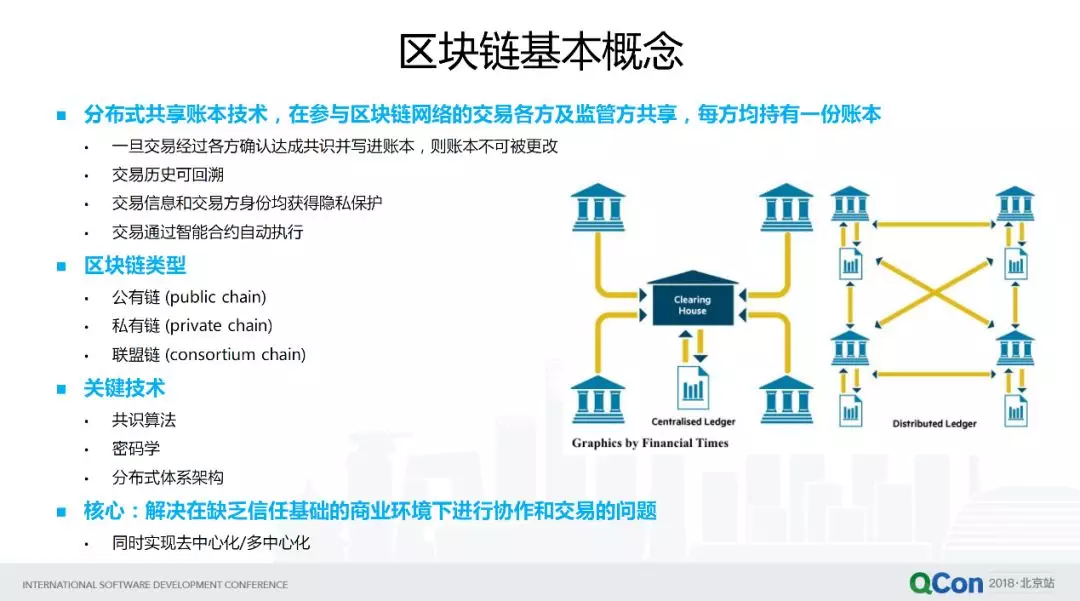 区块链基本概念
分布式共享账本技术，在参与区块链网络的交易各方及监管方共享，每方均持有一份账本
一旦交易经过各方确认达成共识并写进账本，则账本不可被更改
交易历史可回溯
交易信息和交易方身份均获得隐私保护
交易通过智能合约自动执行
区块链类型
公有链 (public chain)
私有链 (private chain)
联盟链 (consortium chain)
关键技术
共识算法
密码学
分布式体系架构
核心：解决在缺乏信任基础的商业环境下进行协作和交易的问题
同时实现去中心化/多中心化
Clearing
House
Centralised Ledger
Distributed Ledger
Graphics by Financial Times
INTERNATIONAL SOFTWARE DEVELOPMENT CONFERENCE
QCon 2018·北京站